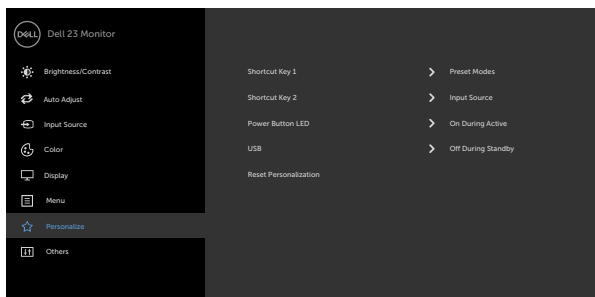 DELL Dell 23 Monitor
Brightness/Contrast
Auto Adjust
Input Source
Color
Display
Menu
Personalize
Others
Shortcut Key 1 Preset Modes
Shortcut Key 2 Input Source
Power Button LED On During Active
USB Off During Standby
Reset Personalization